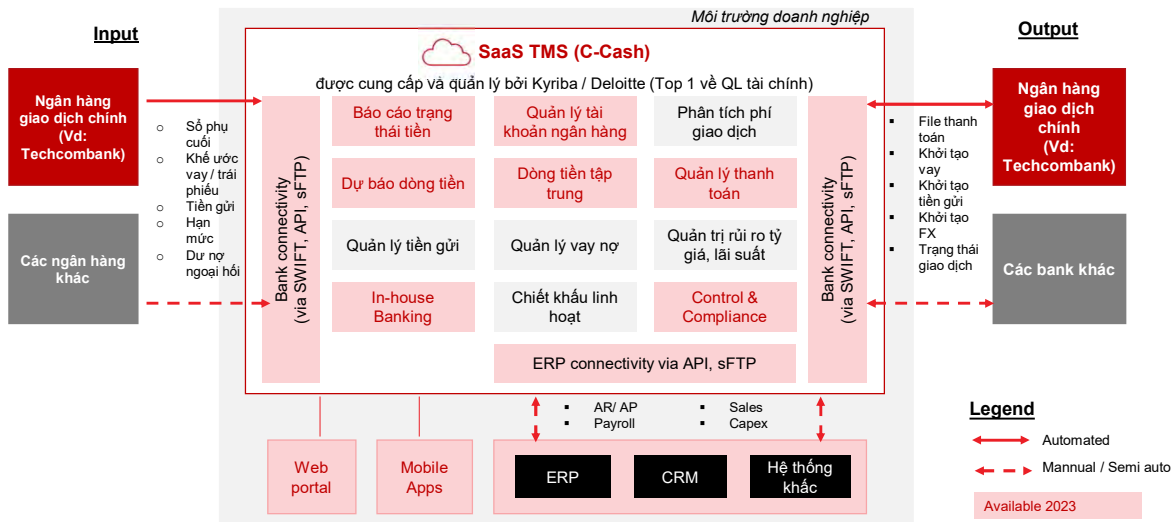 Môi trường doanh nghiệp
Input
Output
SaaS TMS (C-Cash)
được cung cấp và quản lý bởi Kyriba / Deloitte (Top 1 về QL tài chính)
Ngân hàng
giao dịch chính
(Vd:
Techcombank)
Các ngân hàng
khác
o Sổ phụ
cuối
o Khế ước
vay / trái
phiếu
o Tiền gửi
o Hạn
mức
o Dư nợ
ngoại hối
Bank connectivity
(via SWIFT, API, sFTP)
Báo cáo trạng
thái tiền
Quản lý tài
khoản ngân hàng
Phân tích phí
giao dịch
Dự báo dòng tiền
Dòng tiền tập
trung
Quản lý thanh
toán
Quản lý tiền gửi
Quản lý vay nợ
Quản trị rủi ro tỷ
giá, lãi suất
In-house
Banking
Chiết khấu linh
hoạt
Control &
Compliance
ERP connectivity via API, sFTP
Bank connectivity
(via SWIFT, API, sFTP)
▪ File thanh
toán
▪ Khởi tạo
vay
▪ Khởi tạo
tiền gửi
▪ Khởi tạo
FX
▪ Trạng thái
giao dịch
Ngân hàng
giao dịch
chính
(Vd:
Techcombank)
Các bank khác
▪ AR/ AP
▪ Payroll
▪ Sales
▪ Capex
Web
portal
Mobile
Apps
ERP
CRM
Hệ thống
khấc
Legend
Automated
Mannual / Semi auto
Available 2023